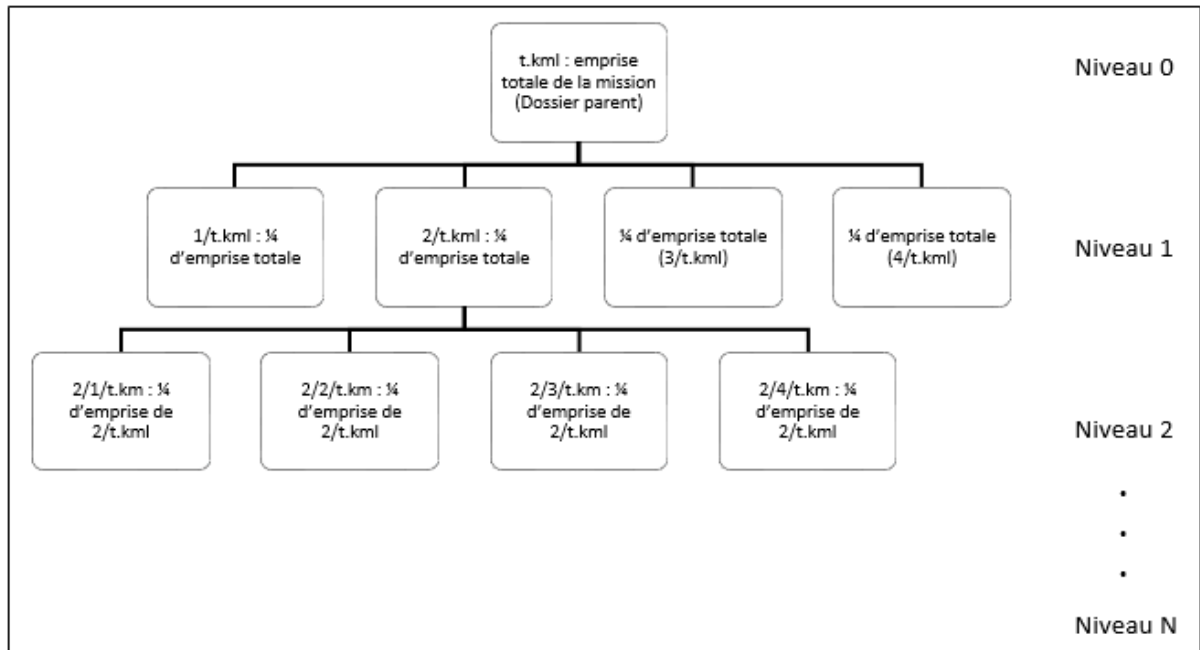 t.kml : emprise
totale de la mission
(Dossier parent)
Niveau 0
1/t.kml : ¼
d'emprise totale
2/t.kml : ¼
d'emprise totale
¼ d'emprise totale
(3/t.kml)
¼ d'emprise totale
(4/t.kml)
Niveau 1
2/1/t.km : ¼
d'emprise de
2/t.kml
2/2/t.km : ¼
d'emprise de
2/t.kml
2/3/t.km : ¼
d'emprise de
2/t.kml
2/4/t.km : ¼
d'emprise de
2/t.kml
Niveau 2
Niveau N